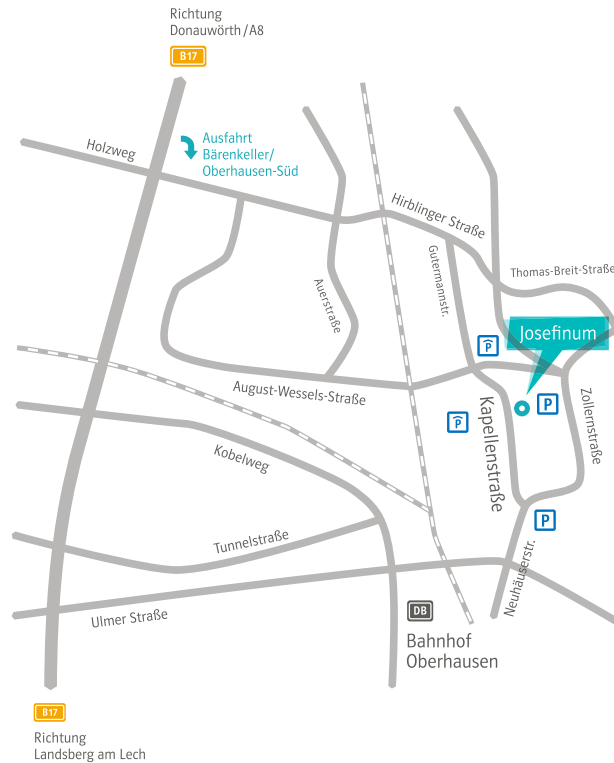 Richtung
Donauwörth/A8
B17
Ausfahrt
Bärenkeller/
Oberhausen-Süd
Holzweg
Hirblinger Straße
Gutermannstr.
Thomas-Breit-Straße
Auerstraße
Josefinum
P
August-Wessels-Straße
Kapellenstraße
P
Zollernstraße
P
Kobelweg
P
Tunnelstraße
Neuhäuserstr.
Ulmer Straße
DB
Bahnhof
Oberhausen
B17
Richtung
Landsberg am Lech